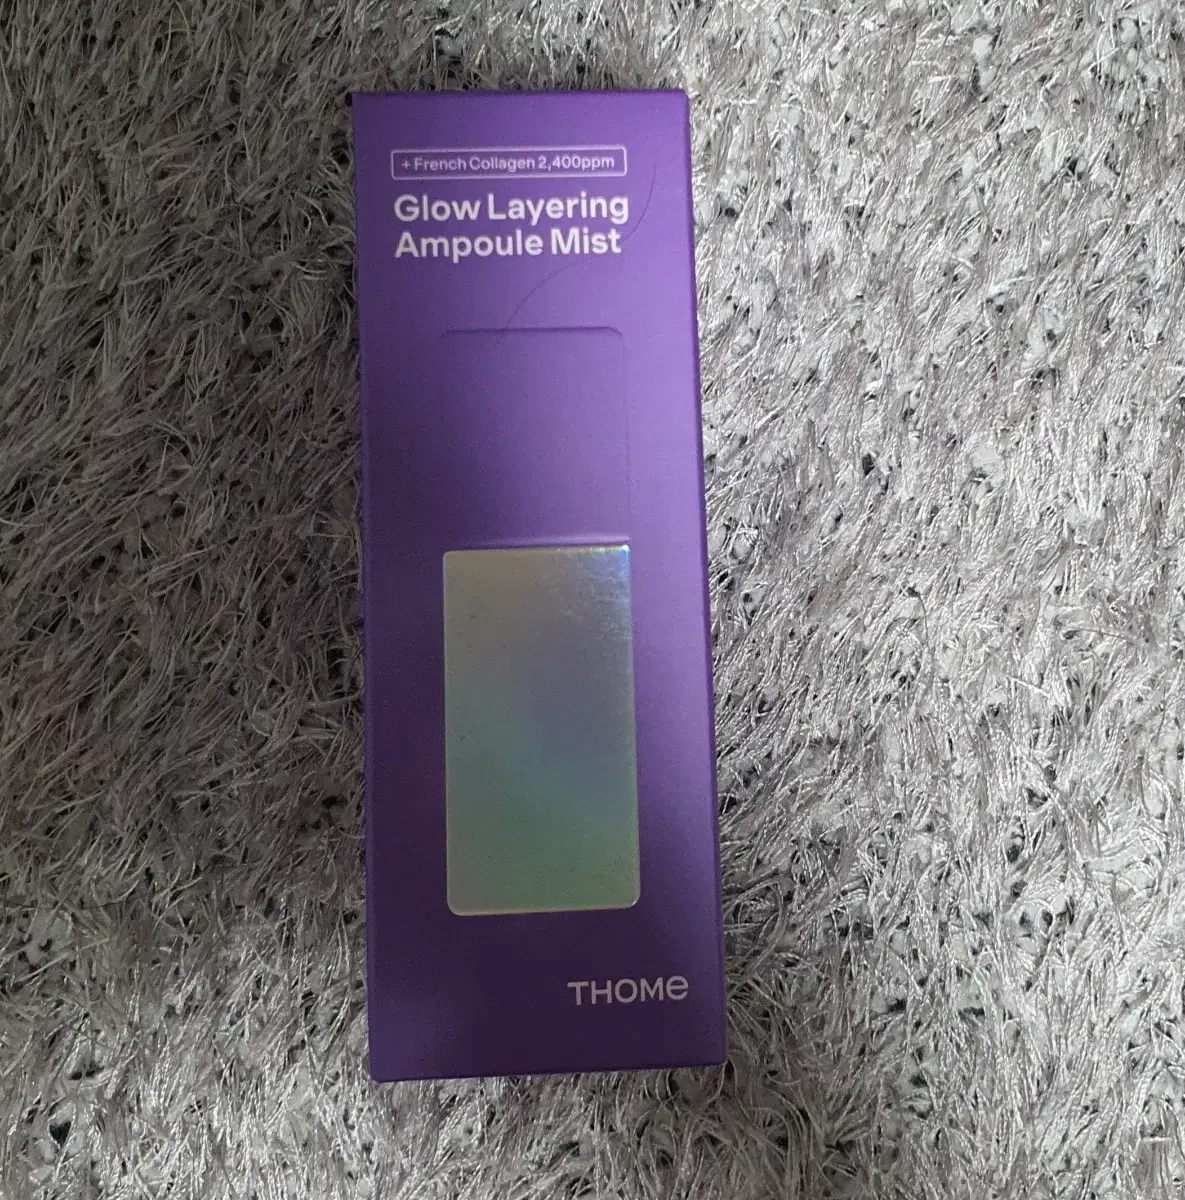 + French Collagen 2,400ppm
Glow Layering
Ampoule Mist
THOME